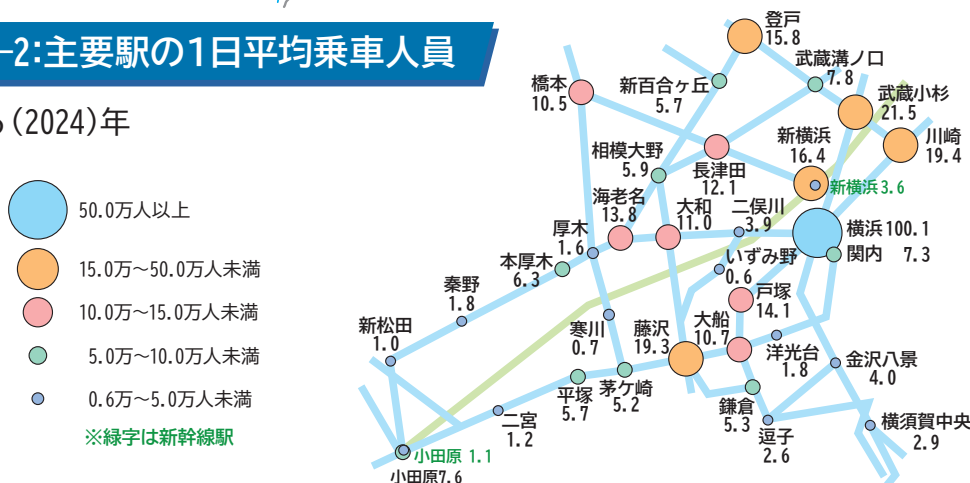 -2:主要駅の1日平均乗車人員
(2024)年
50.0万人以上
15.0万～50.0万人未満
10.0万～15.0万人未満
5.0万～10.0万人未満
0.6万～5.0万人未満
※緑字は新幹線駅
登戸
15.8
武蔵溝ノ口
7.8
新百合ヶ丘
5.7
橋本
10.5
武蔵小杉
21.5
新横浜
16.4
川崎
19.4
相模大野
5.9
長津田
12.1
新横浜3.6
海老名
13.8
大和
11.0
二俣川
3.9
横浜100.1
厚木
1.6
関内 7.3
本厚木
6.3
いずみ野
0.6
秦野
1.8
戸塚
14.1
新松田
1.0
寒川
0.7
藤沢
19.3
大船
10.7
洋光台
1.8
金沢八景
4.0
茅ケ崎
5.2
平塚
5.7
鎌倉
5.3
二宮
1.2
逗子
2.6
横須賀中央
2.9
小田原 1.1
小田原7.6